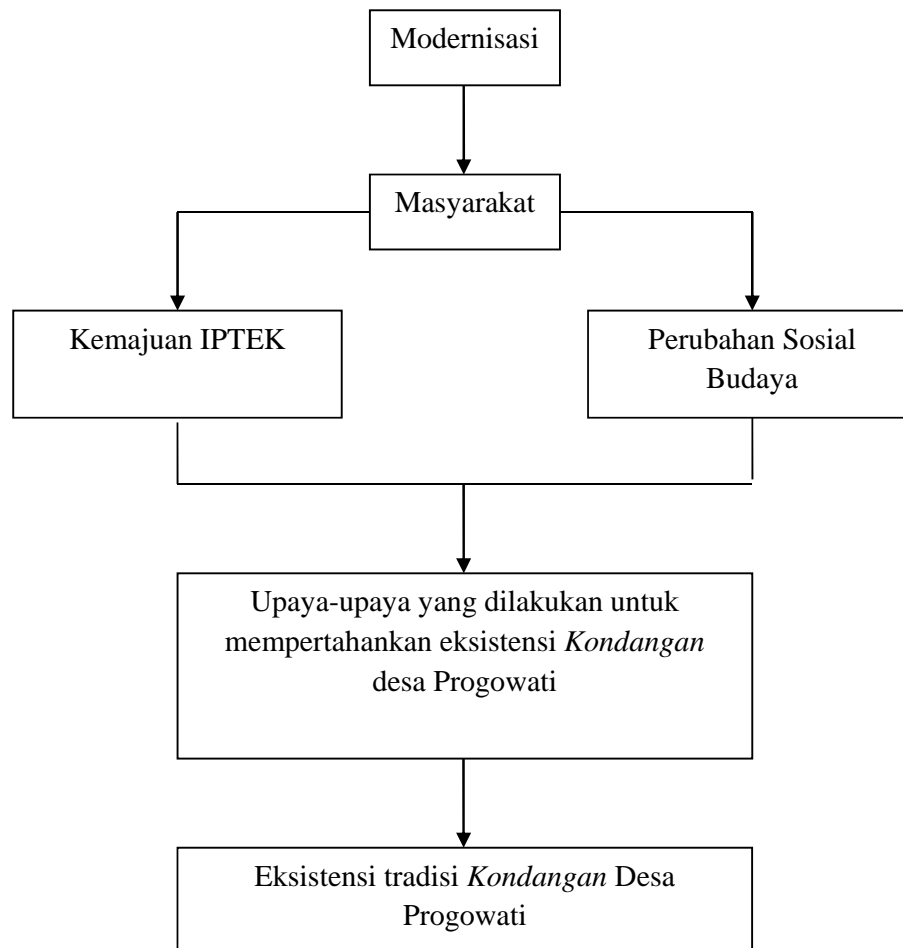 Modernisasi
Masyarakat
Kemajuan IPTEK
Perubahan Sosial
Budaya
Upaya-upaya yang dilakukan untuk
mempertahankan eksistensi Kondangan
desa Progowati
Eksistensi tradisi Kondangan Desa
Progowati